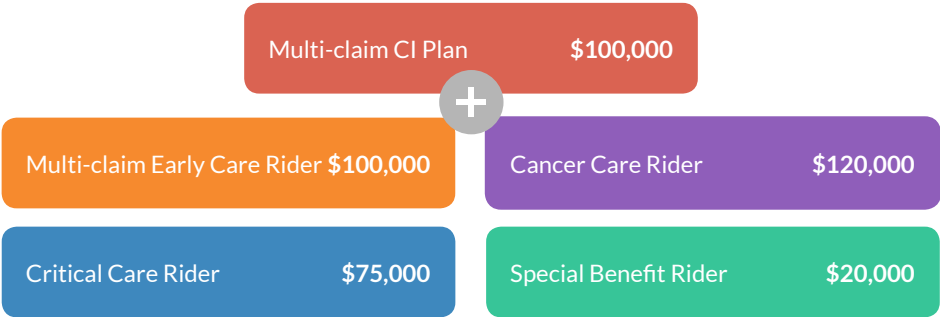 Multi-claim CI Plan $100,000
+
Multi-claim Early Care Rider $100,000
Cancer Care Rider $120,000
Critical Care Rider $75,000
Special Benefit Rider $20,000